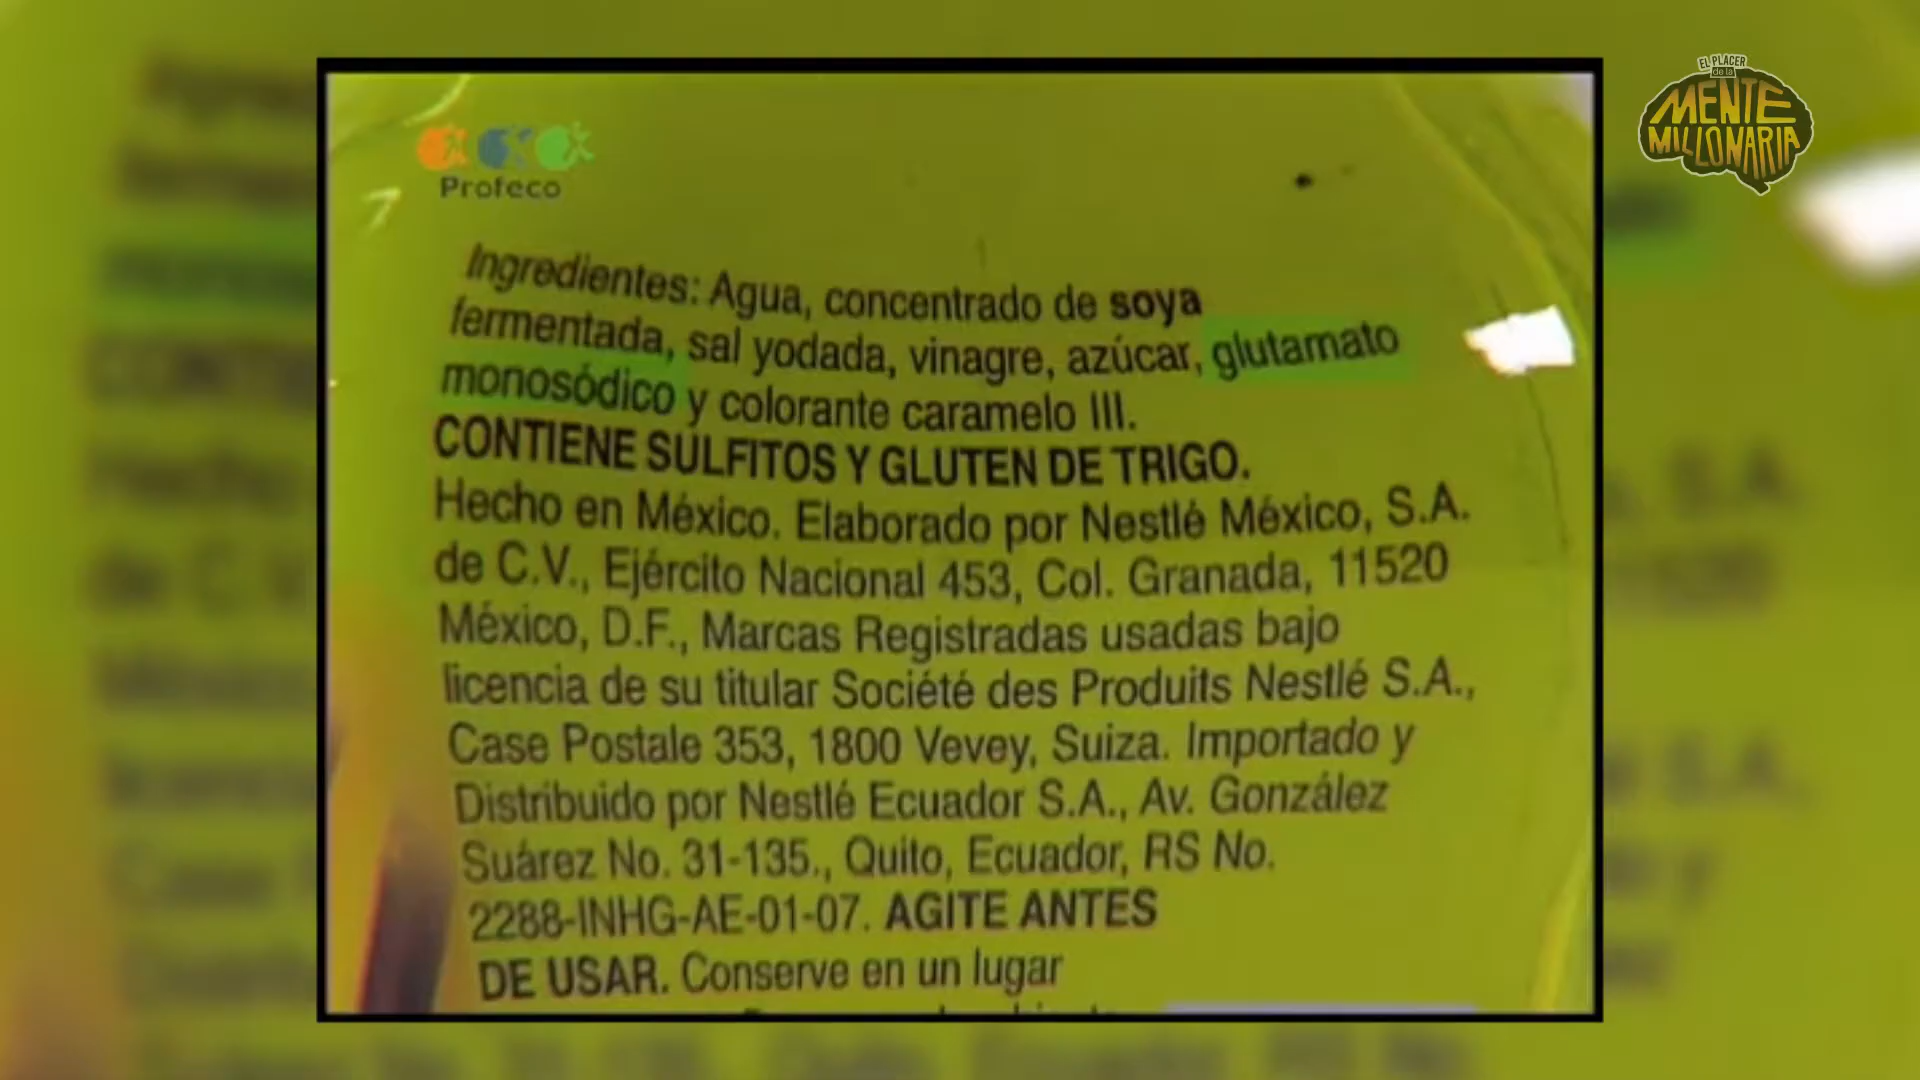 EL PLACER
de la
MENTE
MILLONARIA
Profeco
Ingredientes: Agua, concentrado de soya
fermentada, sal yodada, vinagre, azúcar, glutamato
monosódico y colorante caramelo III.
CONTIENE SULFITOS Y GLUTEN DE TRIGO.
Hecho en México. Elaborado por Nestlé México, S.A.
de C.V., Ejército Nacional 453, Col. Granada, 11520
México, D.F., Marcas Registradas usadas bajo
licencia de su titular Société des Produits Nestlé S.A.,
Case Postale 353, 1800 Vevey, Suiza. Importado y
Distribuido por Nestlé Ecuador S.A., Av. González
Suárez No. 31-135., Quito, Ecuador, RS No.
2288-INHG-AE-01-07. AGITE ANTES
DE USAR. Conserve en un lugar